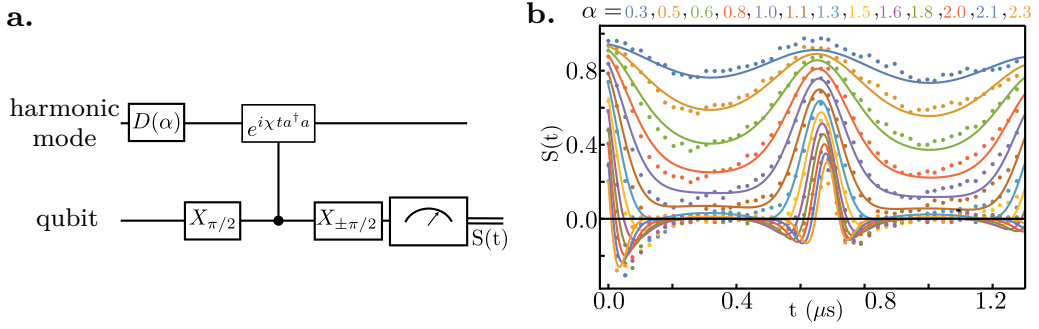 a.
harmonic
mode
D(α)
e^{iχta†a}
qubit
X_{π/2}
X_{±π/2}
S(t)
b.
α = 0.3, 0.5, 0.6, 0.8, 1.0, 1.1, 1.3, 1.5, 1.6, 1.8, 2.0, 2.1, 2.3
S(t)
0.8
0.4
0.0
0.0 0.4 0.8 1.2
t (μs)